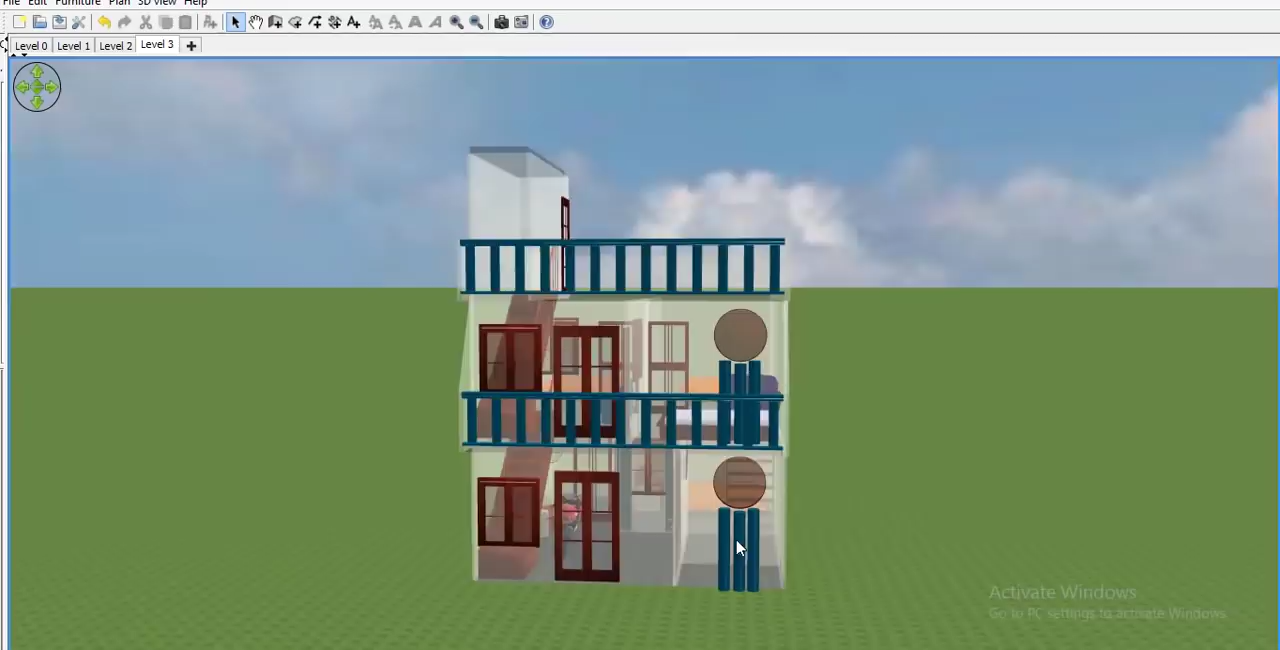 File Edit Furniture Plan 3D view Help
Level 0 Level 1 Level 2 Level 3
Activate Windows
Go to PC settings to activate Windows.